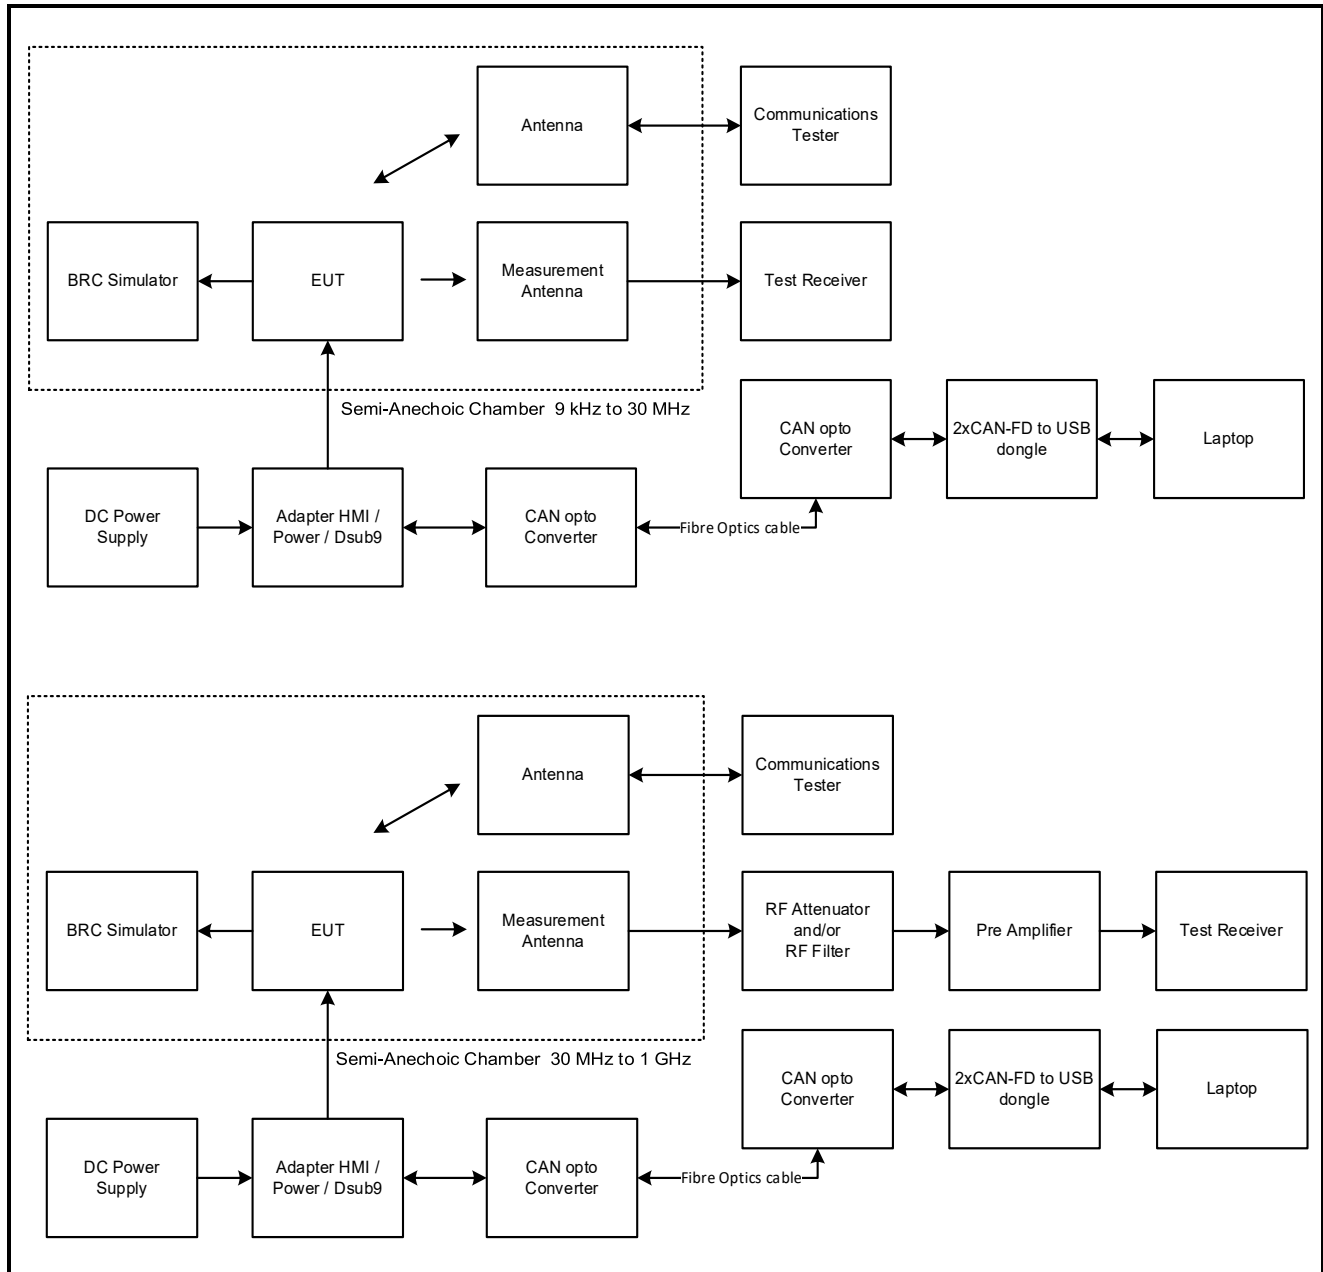 Antenna
Communications
Tester
BRC Simulator
EUT
Measurement
Antenna
Test Receiver
Semi-Anechoic Chamber  9 kHz to 30 MHz
CAN opto
Converter
2xCAN-FD to USB
dongle
Laptop
DC Power
Supply
Adapter HMI /
Power / Dsub9
CAN opto
Converter
Fibre Optics cable
Antenna
Communications
Tester
BRC Simulator
EUT
Measurement
Antenna
RF Attenuator
and/or
RF Filter
Pre Amplifier
Test Receiver
Semi-Anechoic Chamber  30 MHz to 1 GHz
CAN opto
Converter
2xCAN-FD to USB
dongle
Laptop
DC Power
Supply
Adapter HMI /
Power / Dsub9
CAN opto
Converter
Fibre Optics cable